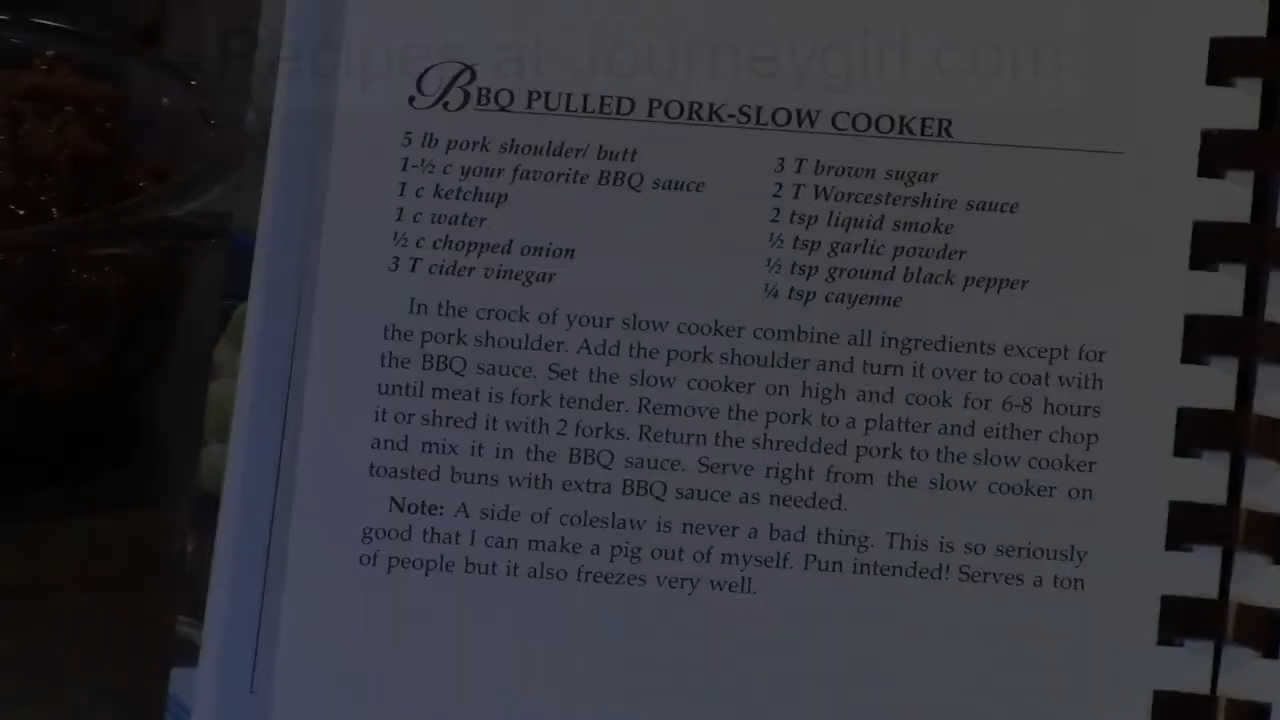 Recipes at Journeygirl.com
BBQ PULLED PORK-SLOW COOKER
5 lb pork shoulder/ butt
1-½ c your favorite BBQ sauce
1 c ketchup
1 c water
½ c chopped onion
3 T cider vinegar
3 T brown sugar
2 T Worcestershire sauce
2 tsp liquid smoke
½ tsp garlic powder
½ tsp ground black pepper
¼ tsp cayenne
In the crock of your slow cooker combine all ingredients except for
the pork shoulder. Add the pork shoulder and turn it over to coat with
the BBQ sauce. Set the slow cooker on high and cook for 6-8 hours
until meat is fork tender. Remove the pork to a platter and either chop
it or shred it with 2 forks. Return the shredded pork to the slow cooker
and mix it in the BBQ sauce. Serve right from the slow cooker on
toasted buns with extra BBQ sauce as needed.
Note: A side of coleslaw is never a bad thing. This is so seriously
good that I can make a pig out of myself. Pun intended! Serves a ton
of people but it also freezes very well.